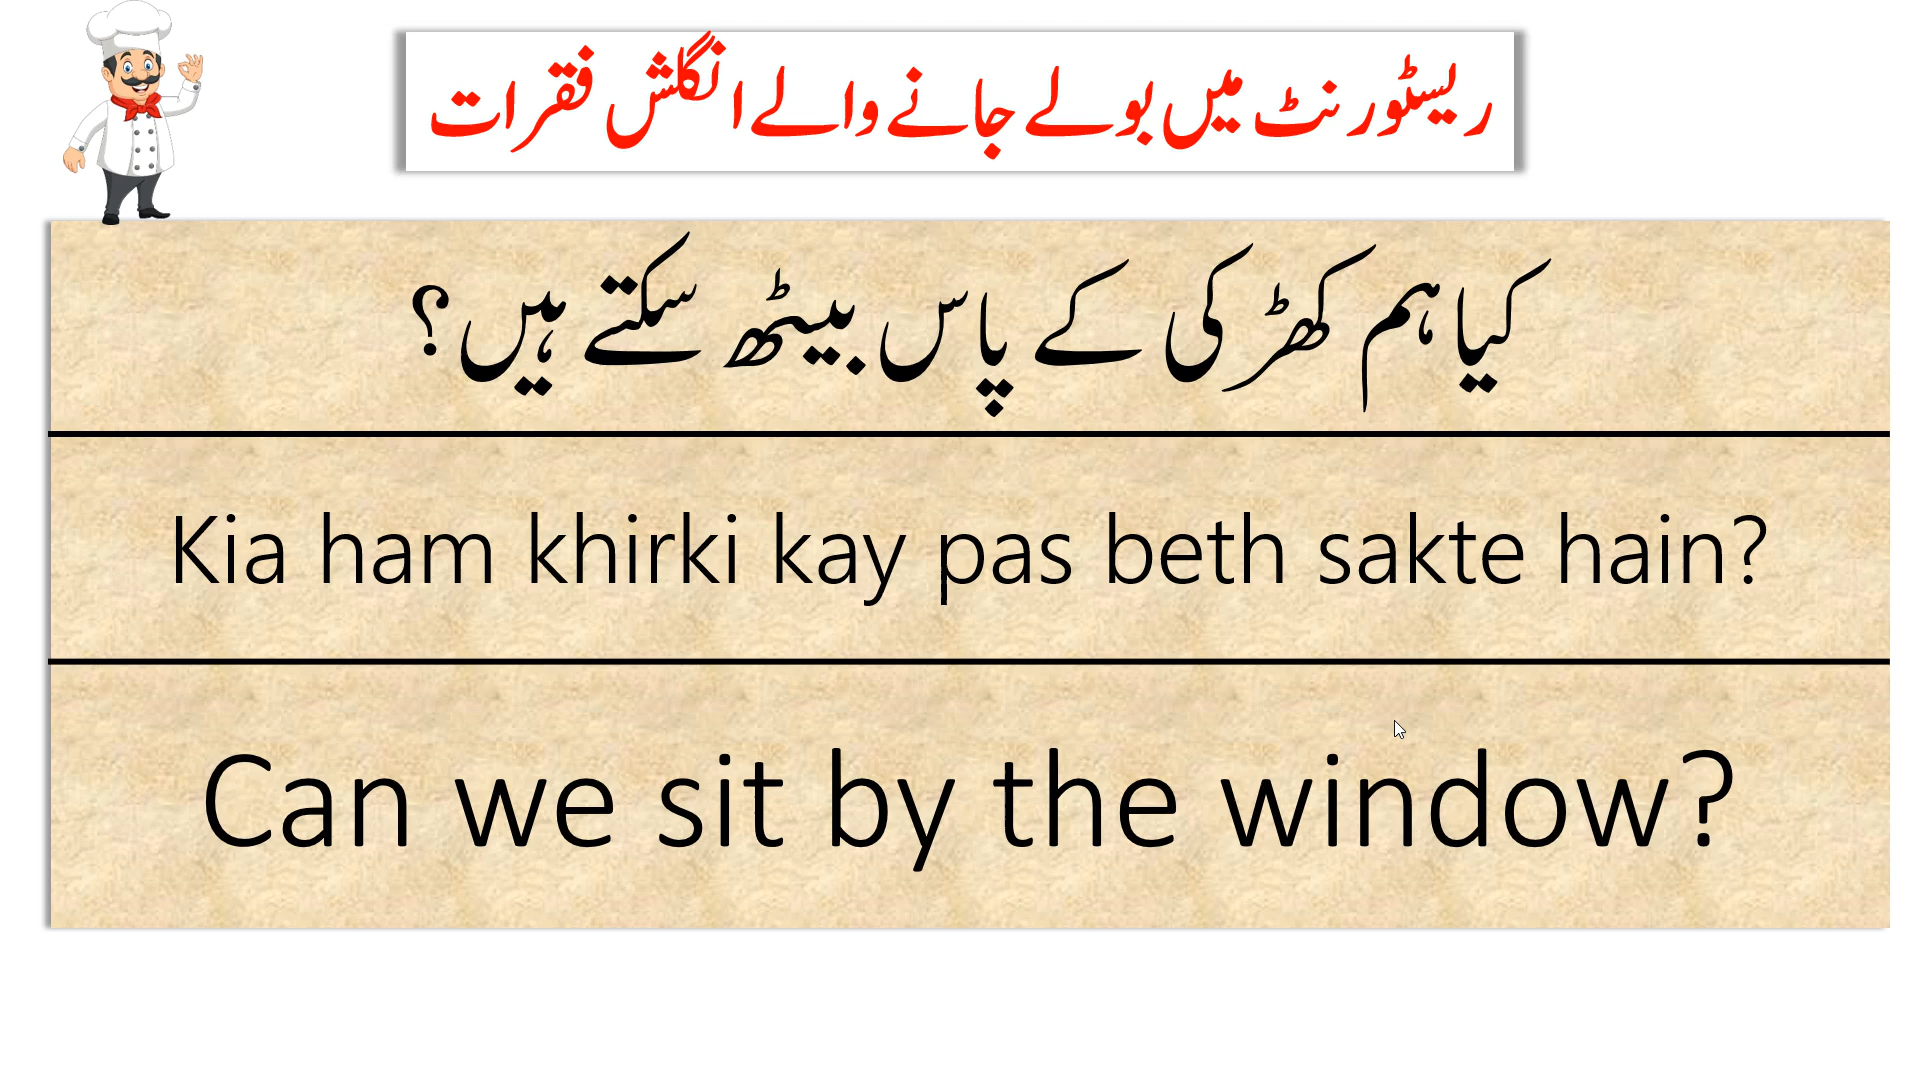 ریسٹورنٹ میں بولے جانے والے انگلش فقرات
کیا ہم کھڑکی کے پاس بیٹھ سکتے ہیں؟
Kia ham khirki kay pas beth sakte hain?
Can we sit by the window?